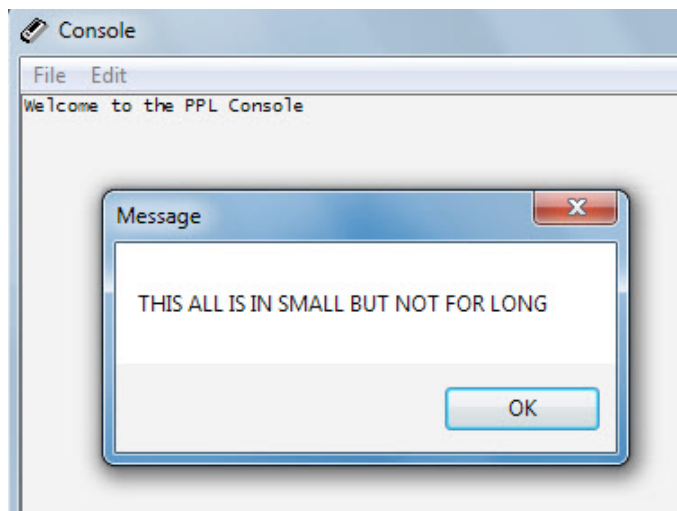 Console
File Edit
Welcome to the PPL Console
Message
THIS ALL IS IN SMALL BUT NOT FOR LONG
OK